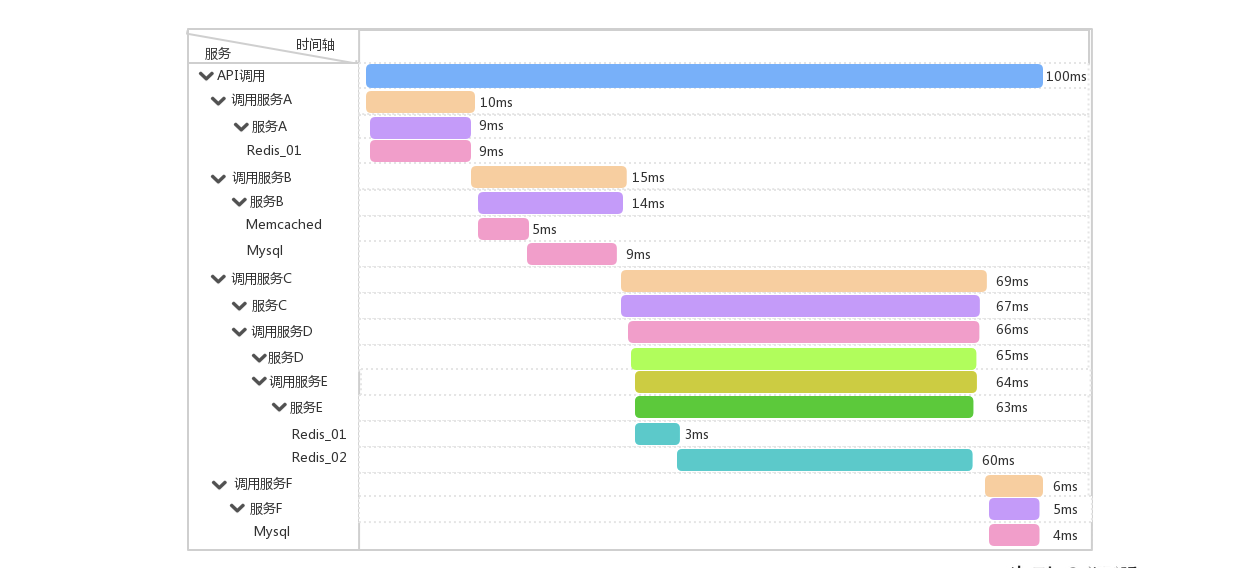 时间轴
服务
API调用 100ms
调用服务A 10ms
服务A 9ms
Redis_01 9ms
调用服务B 15ms
服务B 14ms
Memcached 5ms
Mysql 9ms
调用服务C 69ms
服务C 67ms
调用服务D 66ms
服务D 65ms
调用服务E 64ms
服务E 63ms
Redis_01 3ms
Redis_02 60ms
调用服务F 6ms
服务F 5ms
Mysql 4ms